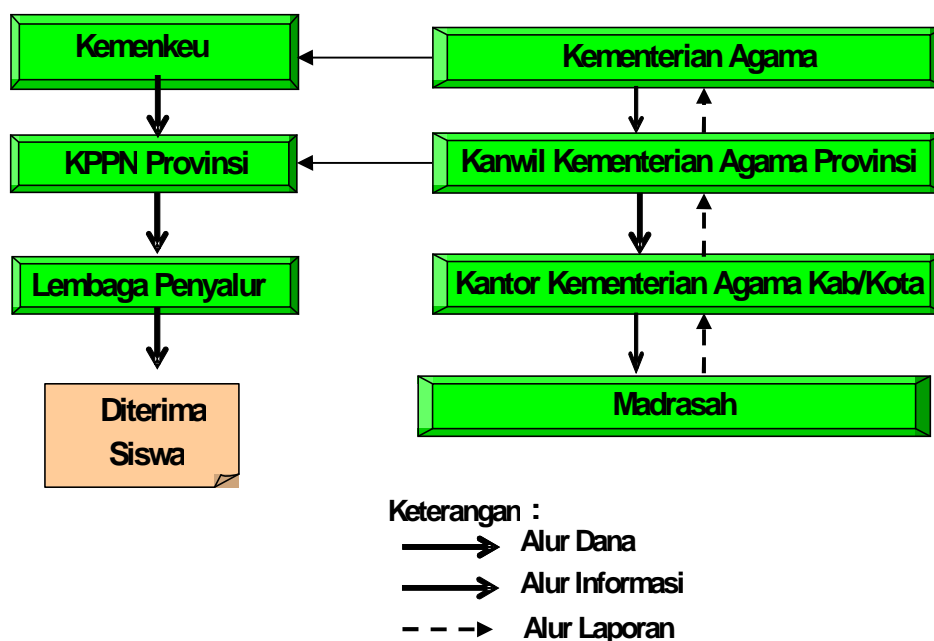 Kemenkeu
Kementerian Agama
KPPN Provinsi
Kanwil Kementerian Agama Provinsi
Lembaga Penyalur
Kantor Kementerian Agama Kab/Kota
Diterima
Siswa
Madrasah
Keterangan :
Alur Dana
Alur Informasi
Alur Laporan